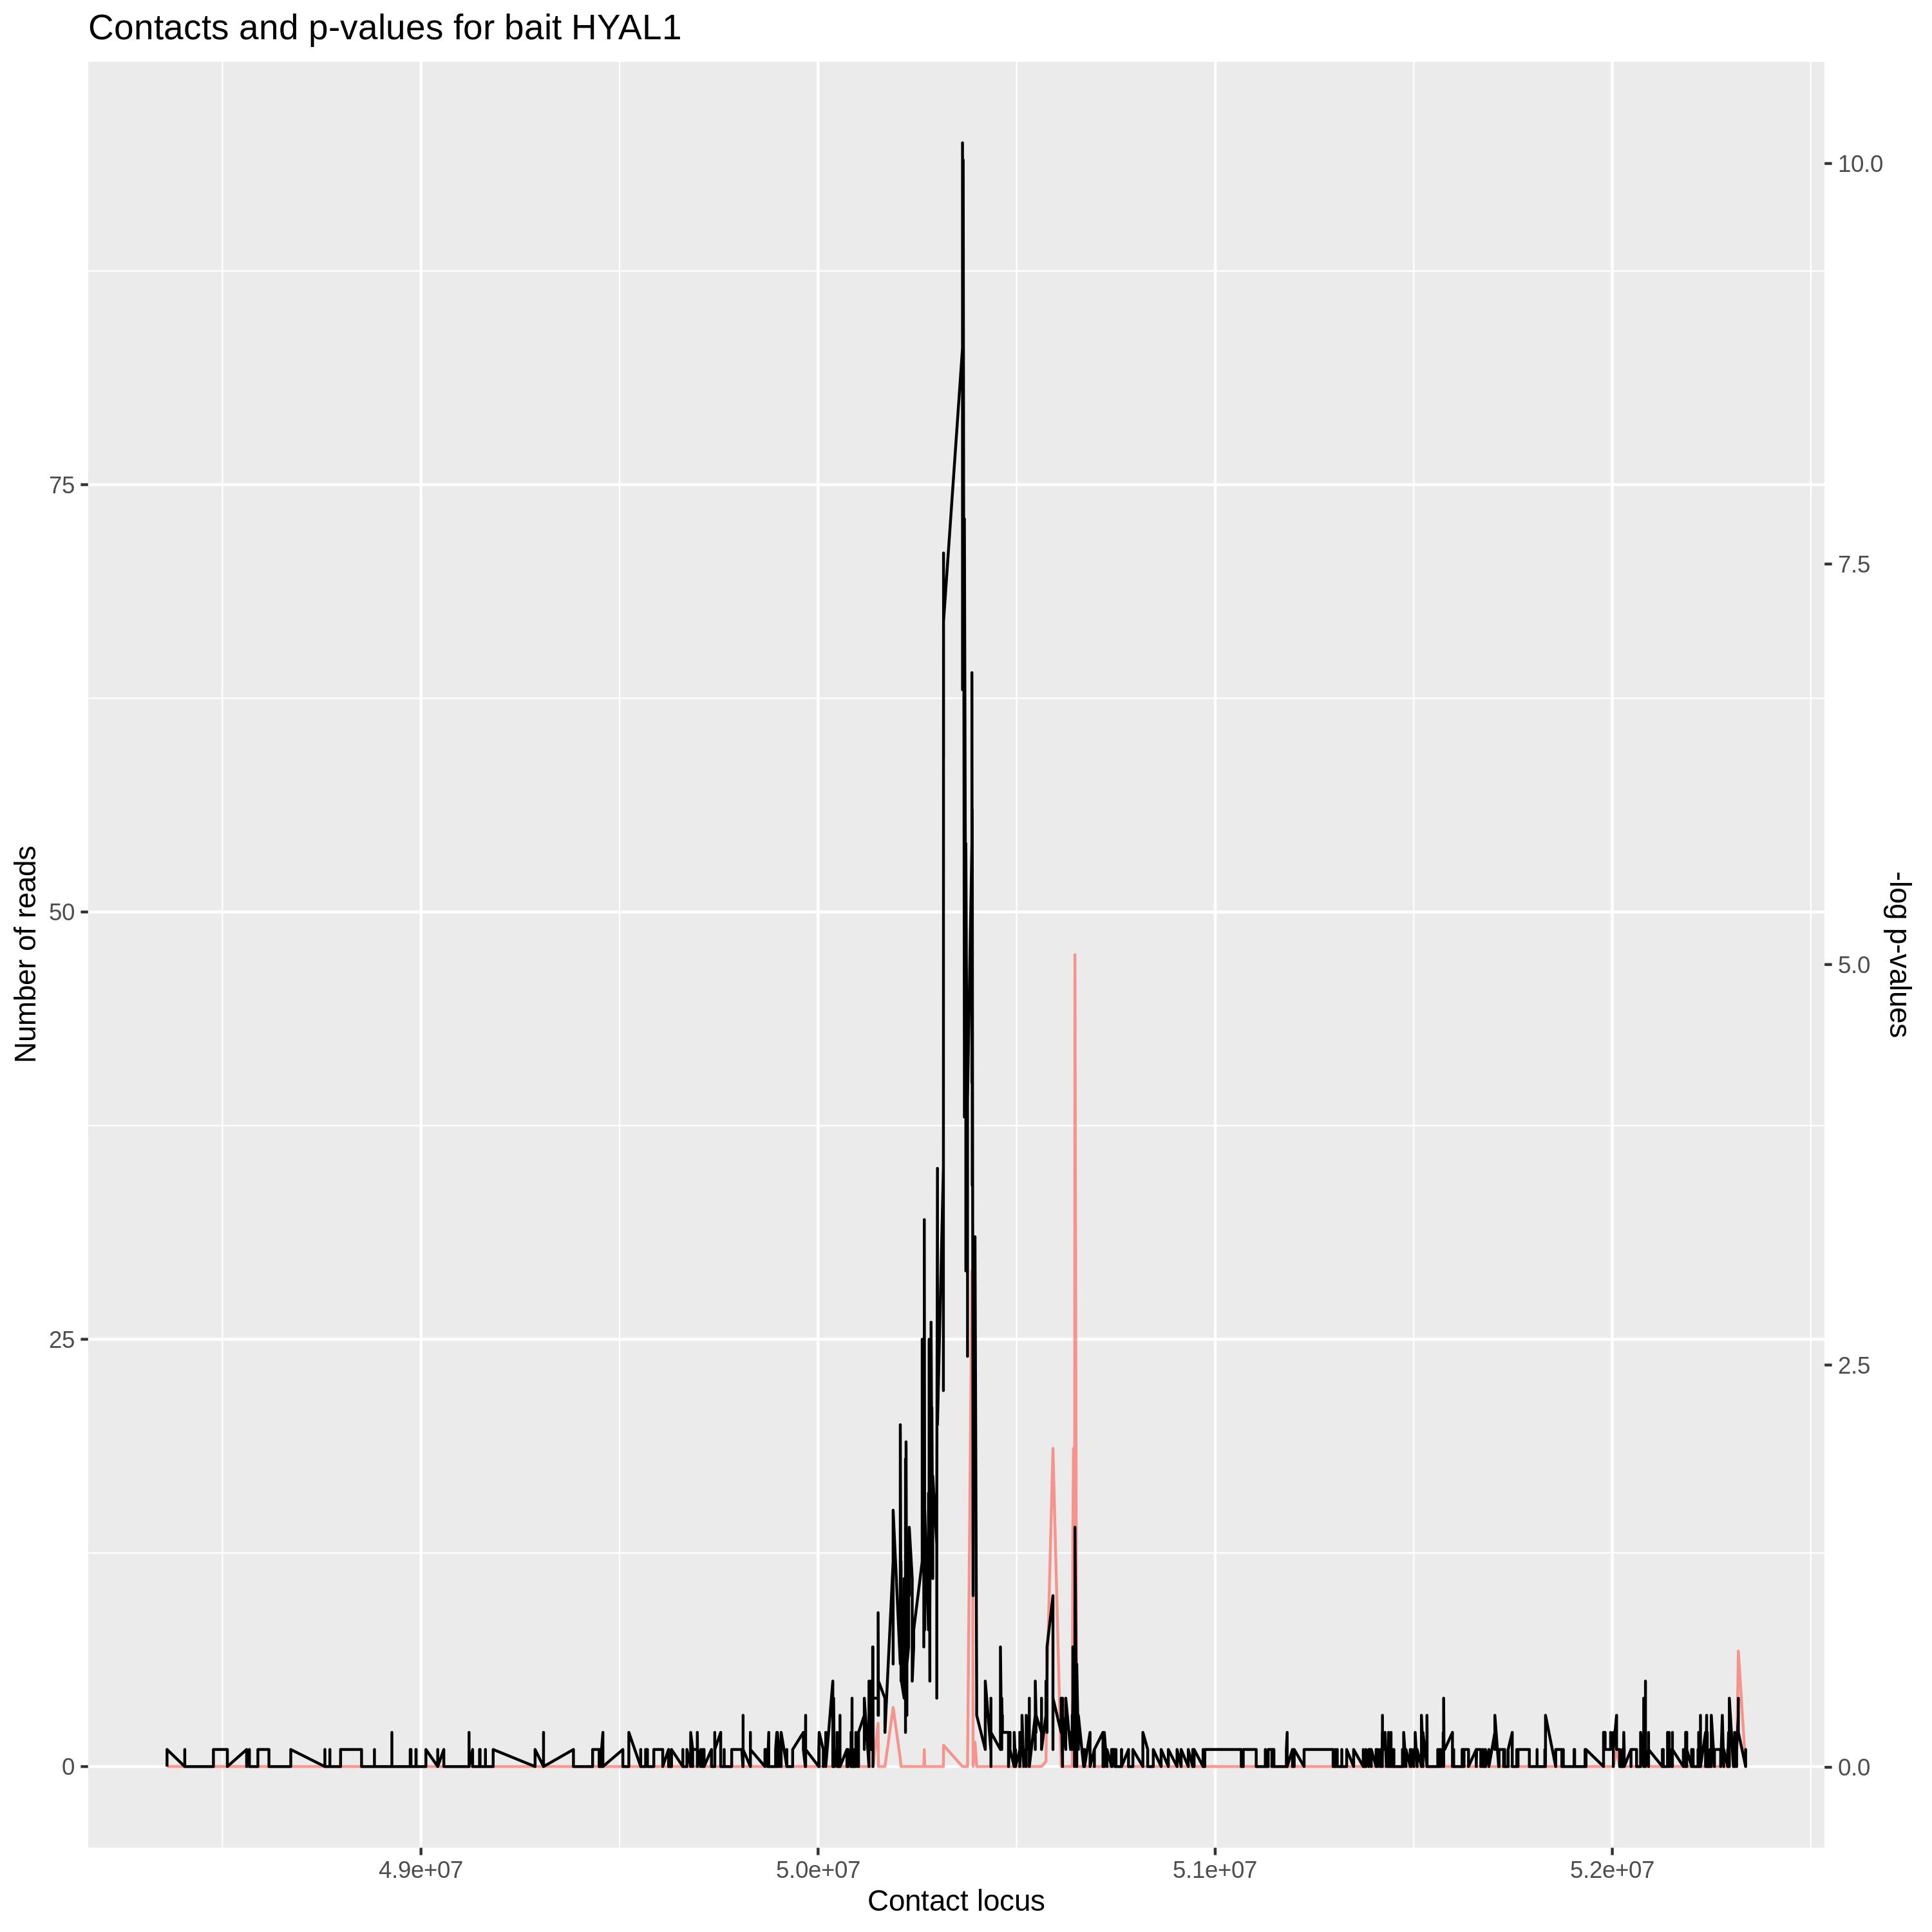 Contacts and p-values for bait HYAL1
Number of reads
75
50
25
0
10.0
7.5
5.0
2.5
0.0
-log p-values
4.9e+07
5.0e+07
5.1e+07
5.2e+07
Contact locus